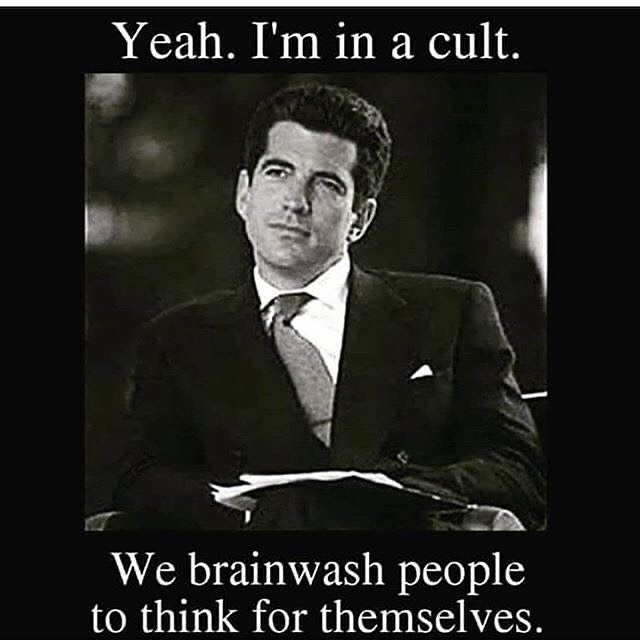 Yeah. I'm in a cult.
We brainwash people
to think for themselves.